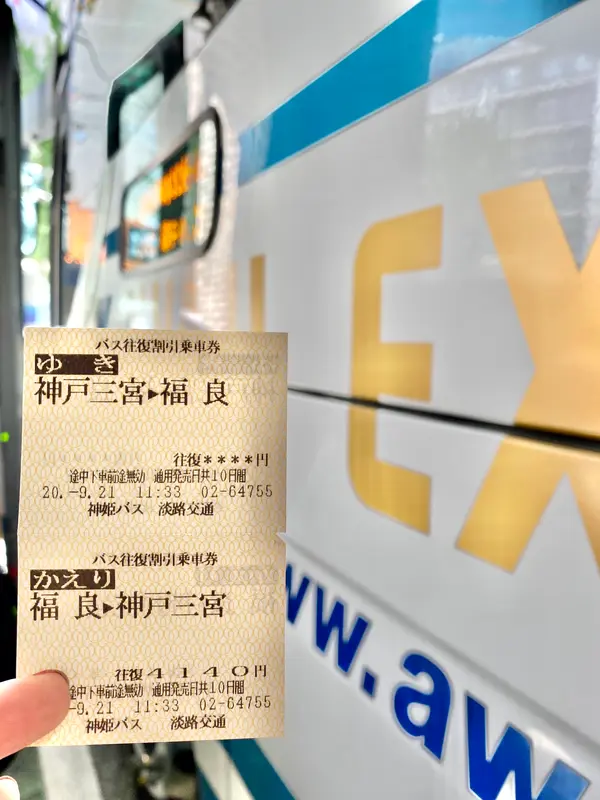 バス往復割引乗車券
ゆき
神戸三宮▶福 良
往復****円
途中下車前途無効 通用発売日共10日間
20.-9.21 11:33 02-64755
神姫バス 淡路交通
バス往復割引乗車券
かえり
福 良▶神戸三宮
往復4140円
途中下車前途無効 通用発売日共10日間
-9.21 11:33 02-64755
神姫バス 淡路交通
EX
ww.aw